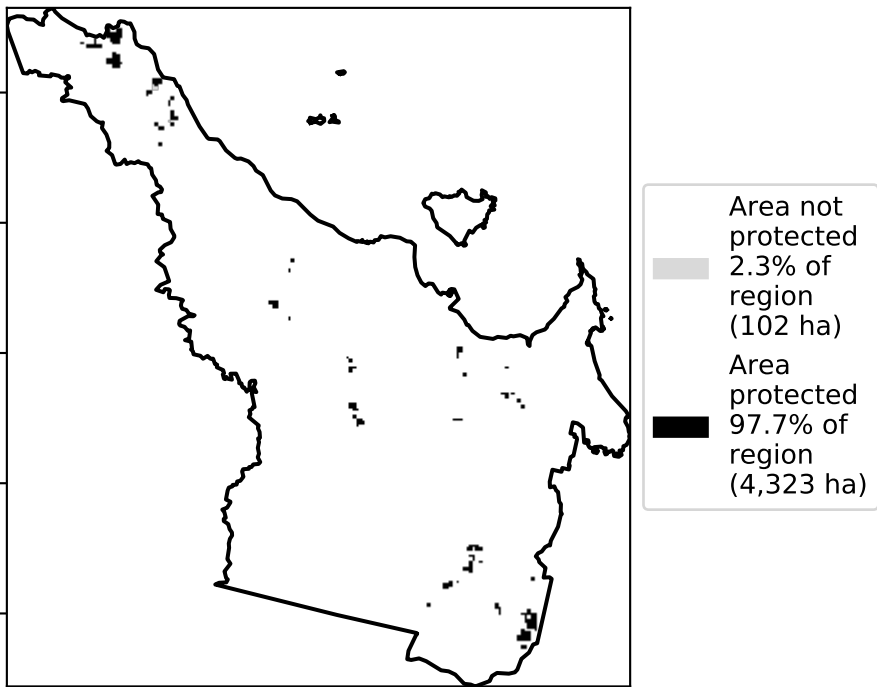 Area not
protected
2.3% of
region
(102 ha)
Area
protected
97.7% of
region
(4,323 ha)